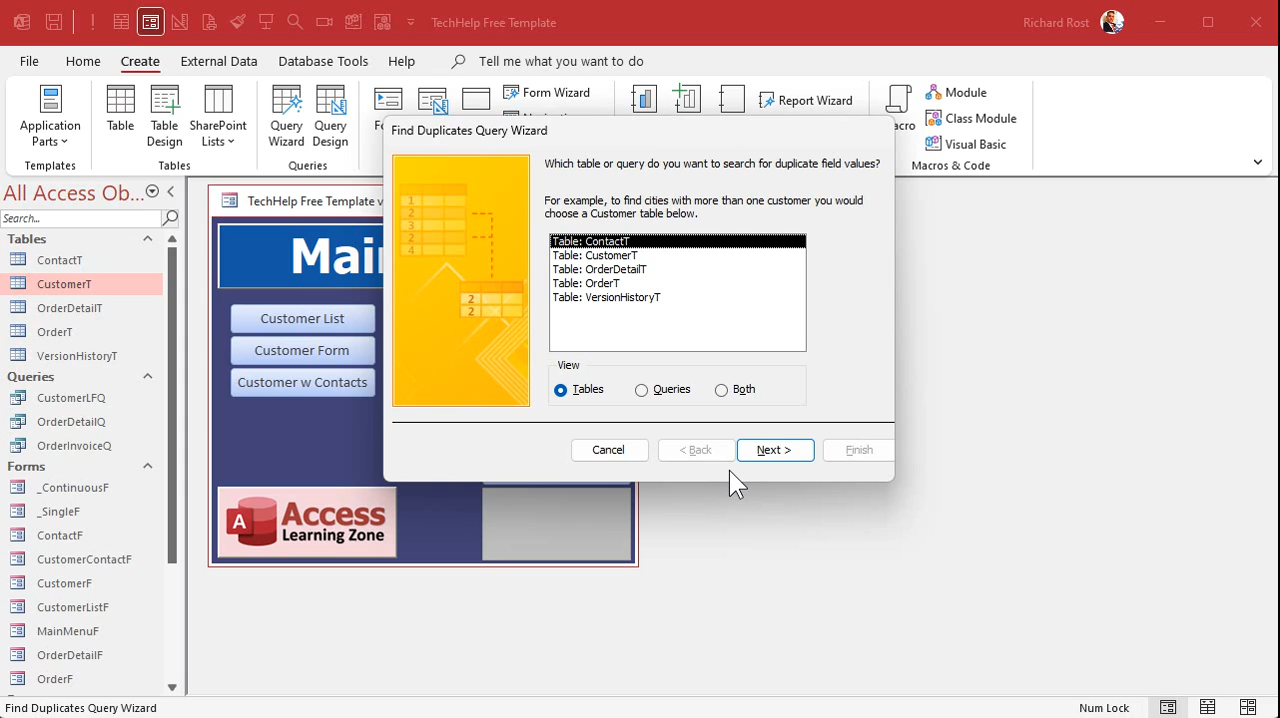 TechHelp Free Template
Richard Rost
File Home Create External Data Database Tools Help Tell me what you want to do
Application Parts
Templates
Table
Table Design
SharePoint Lists
Tables
Query Wizard
Query Design
Queries
Form Wizard
Report Wizard
Module
Class Module
Visual Basic
Macros & Code
All Access Ob...
Search...
Tables
ContactT
CustomerT
OrderDetailT
OrderT
VersionHistoryT
Queries
CustomerLFQ
OrderDetailQ
OrderInvoiceQ
Forms
_ContinuousF
_SingleF
ContactF
CustomerContactF
CustomerF
CustomerListF
MainMenuF
OrderDetailF
OrderF
TechHelp Free Template v
Mai
Customer List
Customer Form
Customer w Contacts
A Access
Learning Zone
Find Duplicates Query Wizard
Which table or query do you want to search for duplicate field values?
For example, to find cities with more than one customer you would
choose a Customer table below.
Table: ContactT
Table: CustomerT
Table: OrderDetailT
Table: OrderT
Table: VersionHistoryT
View
Tables Queries Both
Cancel < Back Next > Finish
Find Duplicates Query Wizard
Num Lock